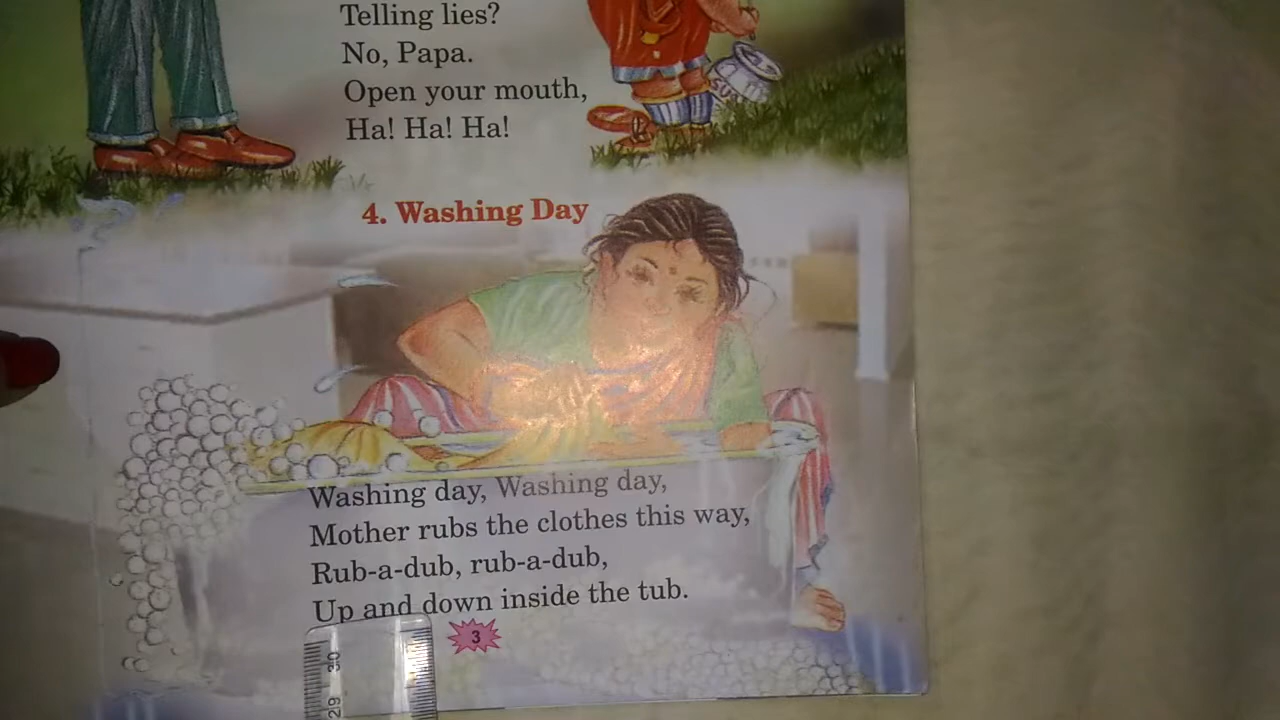 Telling lies?
No, Papa.
Open your mouth,
Ha! Ha! Ha!
4. Washing Day
Washing day, Washing day,
Mother rubs the clothes this way,
Rub-a-dub, rub-a-dub,
Up and down inside the tub.
3
29 30